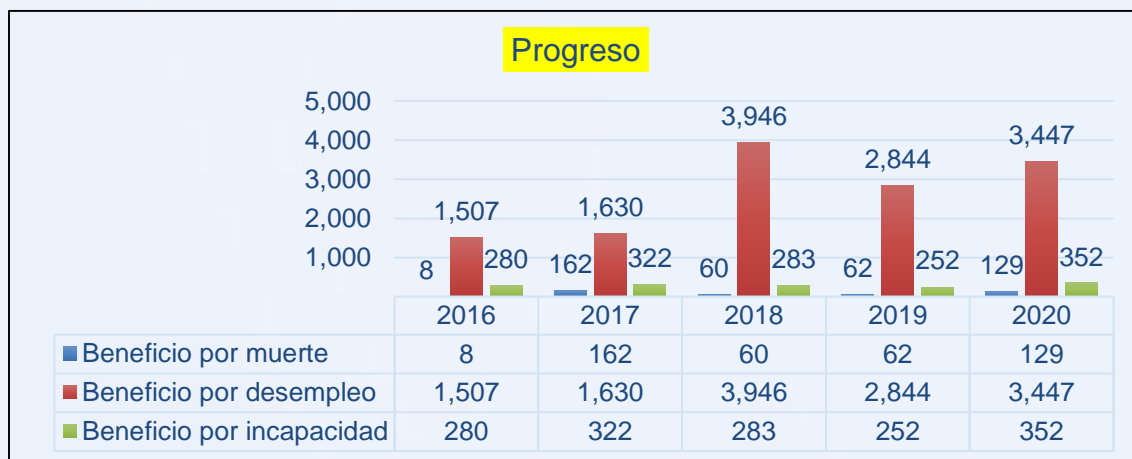 Progreso
5,000
4,000
3,000
2,000
1,000
8 1,507 280 162 1,630 322 60 3,946 283 62 2,844 252 129 3,447 352
2016 2017 2018 2019 2020
Beneficio por muerte 8 162 60 62 129
Beneficio por desempleo 1,507 1,630 3,946 2,844 3,447
Beneficio por incapacidad 280 322 283 252 352